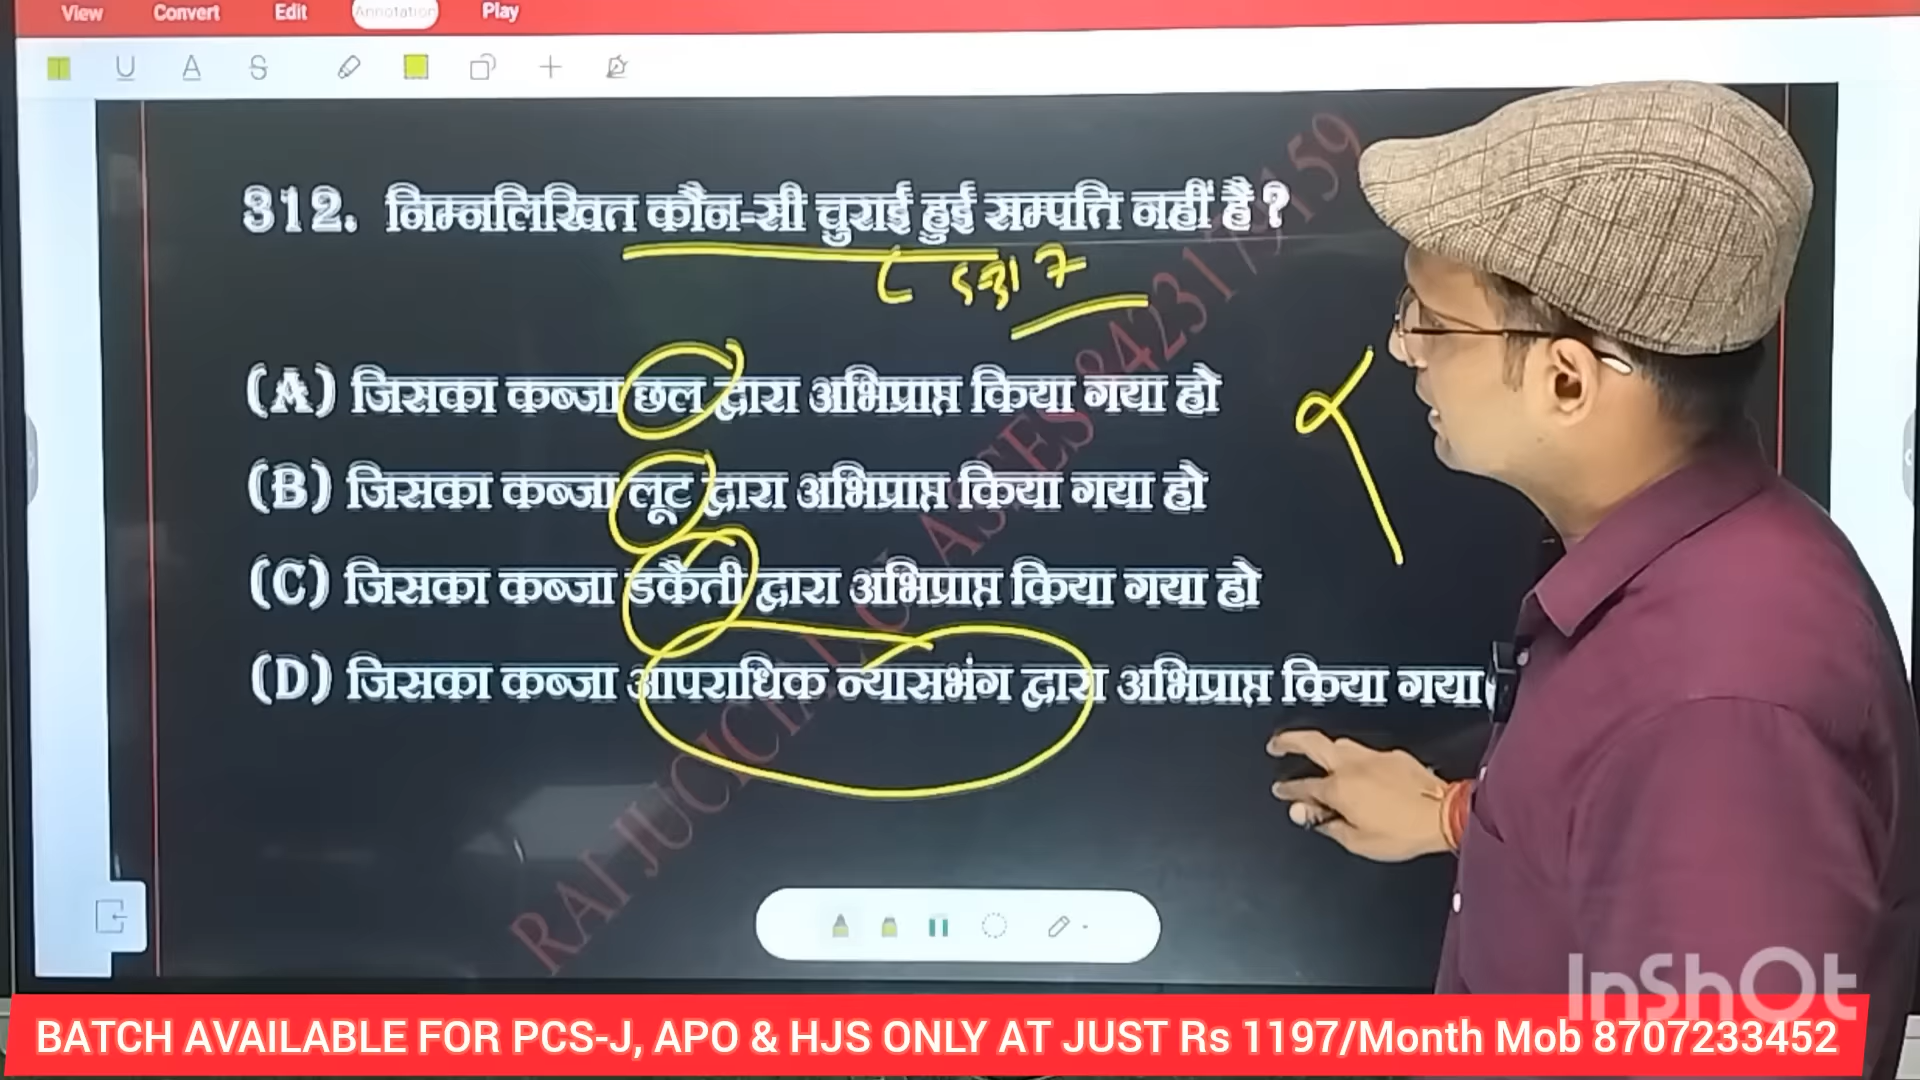 View Convert Edit Annotation Play
312. निम्नलिखित कौन-सी चुराई हुई सम्पति नहीं है ?
(A) जिसका कब्जा छल द्वारा अभिप्राप्त किया गया हो
(B) जिसका कब्जा लूट द्वारा अभिप्राप्त किया गया हो
(C) जिसका कब्जा डकैती द्वारा अभिप्राप्त किया गया हो
(D) जिसका कब्जा आपराधिक न्यासभंग द्वारा अभिप्राप्त किया गया
InShOt
BATCH AVAILABLE FOR PCS-J, APO & HJS ONLY AT JUST Rs 1197/Month Mob 8707233452